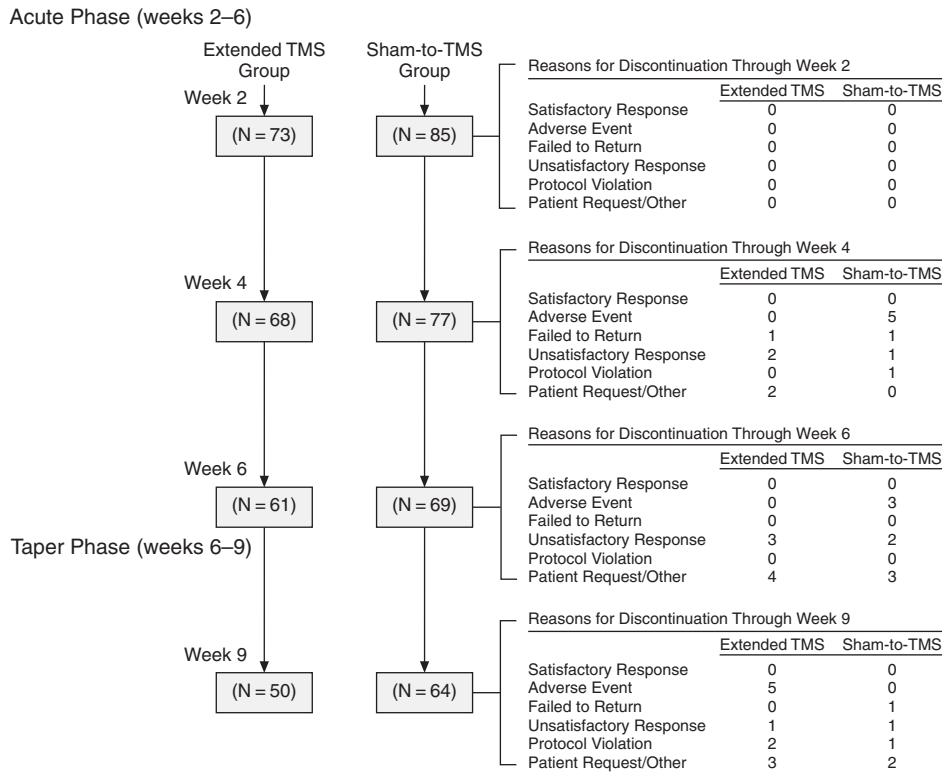 Acute Phase (weeks 2–6)
Extended TMS Group
Sham-to-TMS Group
Week 2
(N = 73)
(N = 85)
Reasons for Discontinuation Through Week 2
Extended TMS Sham-to-TMS
Satisfactory Response 0 0
Adverse Event 0 0
Failed to Return 0 0
Unsatisfactory Response 0 0
Protocol Violation 0 0
Patient Request/Other 0 0
Week 4
(N = 68)
(N = 77)
Reasons for Discontinuation Through Week 4
Extended TMS Sham-to-TMS
Satisfactory Response 0 0
Adverse Event 0 5
Failed to Return 1 1
Unsatisfactory Response 2 1
Protocol Violation 0 1
Patient Request/Other 2 0
Week 6
(N = 61)
(N = 69)
Reasons for Discontinuation Through Week 6
Extended TMS Sham-to-TMS
Satisfactory Response 0 0
Adverse Event 0 3
Failed to Return 0 0
Unsatisfactory Response 3 2
Protocol Violation 0 0
Patient Request/Other 4 3
Taper Phase (weeks 6–9)
Week 9
(N = 50)
(N = 64)
Reasons for Discontinuation Through Week 9
Extended TMS Sham-to-TMS
Satisfactory Response 0 0
Adverse Event 5 0
Failed to Return 0 1
Unsatisfactory Response 1 1
Protocol Violation 2 1
Patient Request/Other 3 2